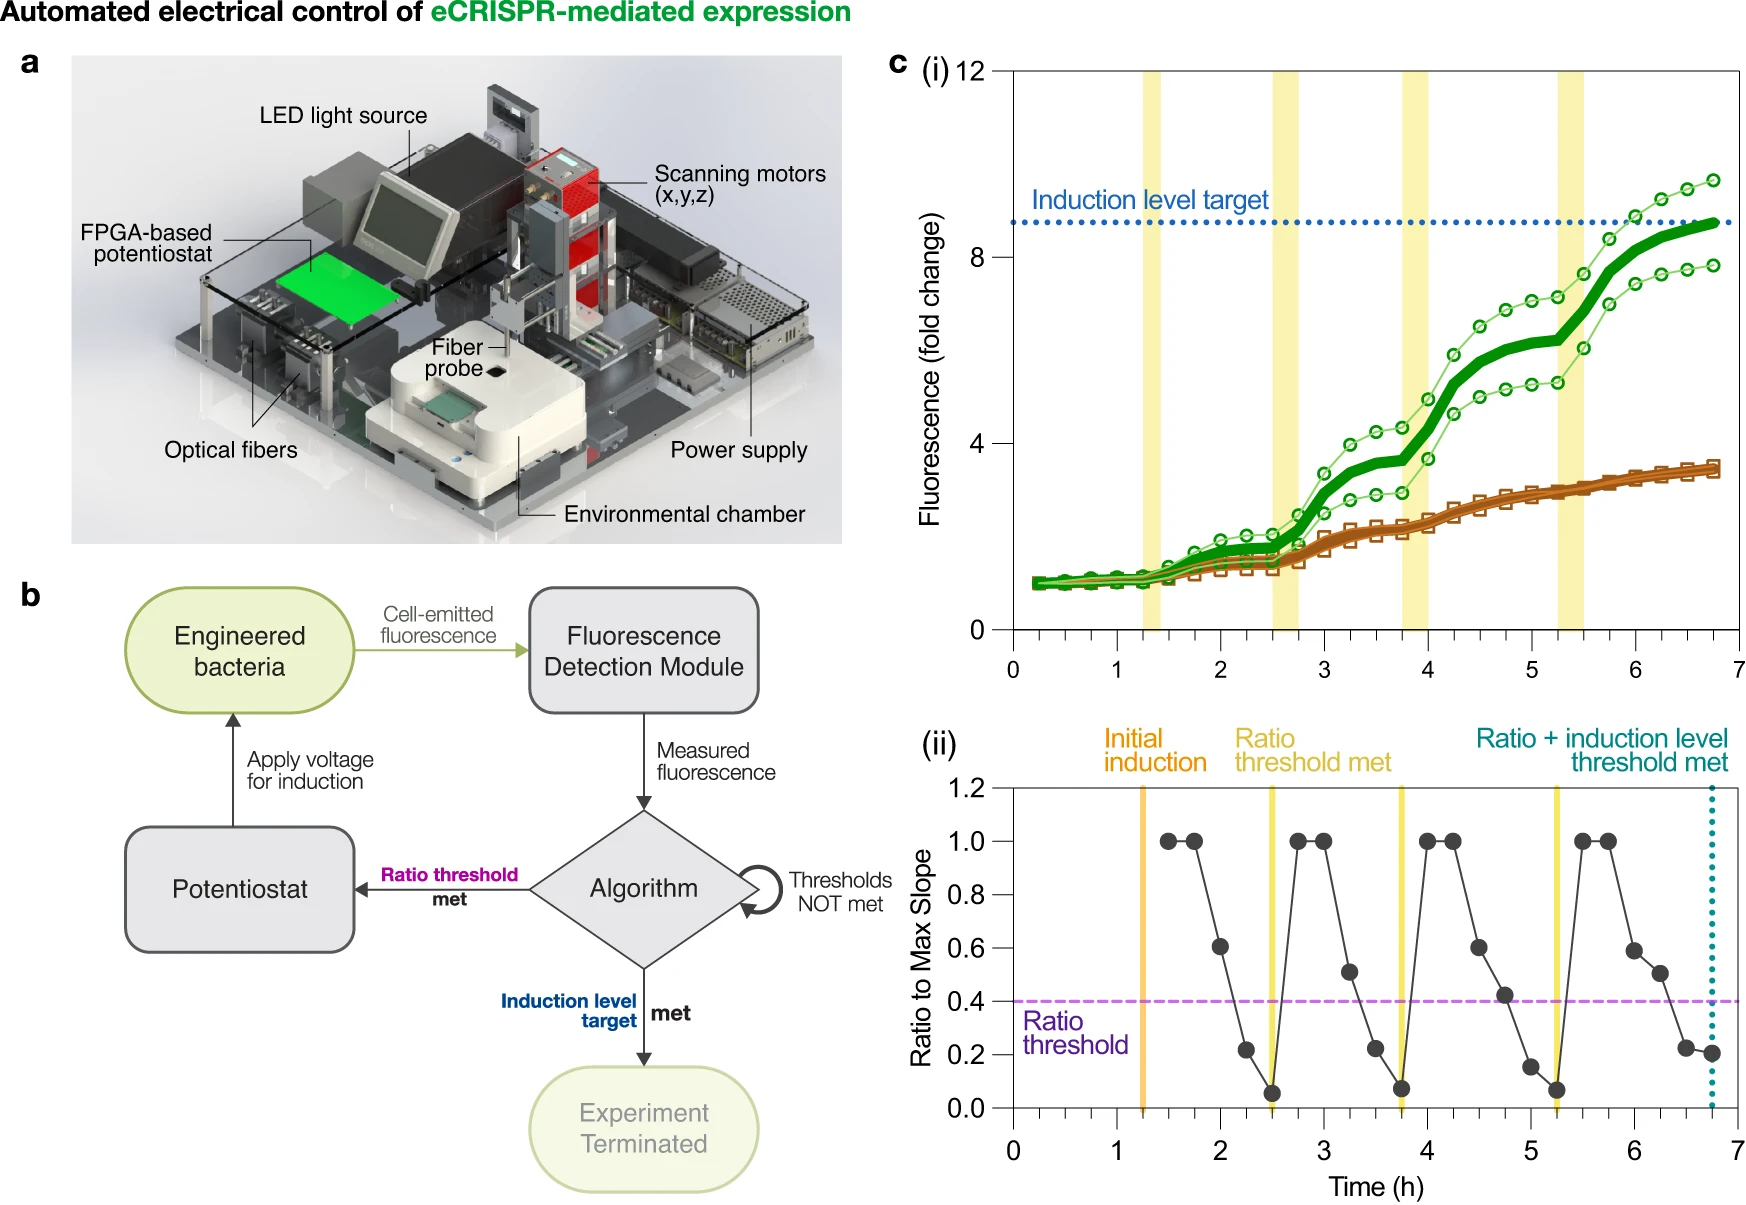 Automated electrical control of eCRISPR-mediated expression
a
LED light source
Scanning motors
(x,y,z)
FPGA-based
potentiostat
Fiber
probe
Optical fibers
Power supply
Environmental chamber
b
Engineered
bacteria
Cell-emitted
fluorescence
Fluorescence
Detection Module
Apply voltage
for induction
Measured
fluorescence
Potentiostat
Ratio threshold
met
Algorithm
Thresholds
NOT met
Induction level
target
met
Experiment
Terminated
c
(i)
12
8
4
0
Fluorescence (fold change)
Induction level target
0 1 2 3 4 5 6 7
(ii)
Initial
induction
Ratio
threshold met
Ratio + induction level
threshold met
1.2
1.0
0.8
0.6
0.4
0.2
0.0
Ratio to Max Slope
Ratio
threshold
0 1 2 3 4 5 6 7
Time (h)